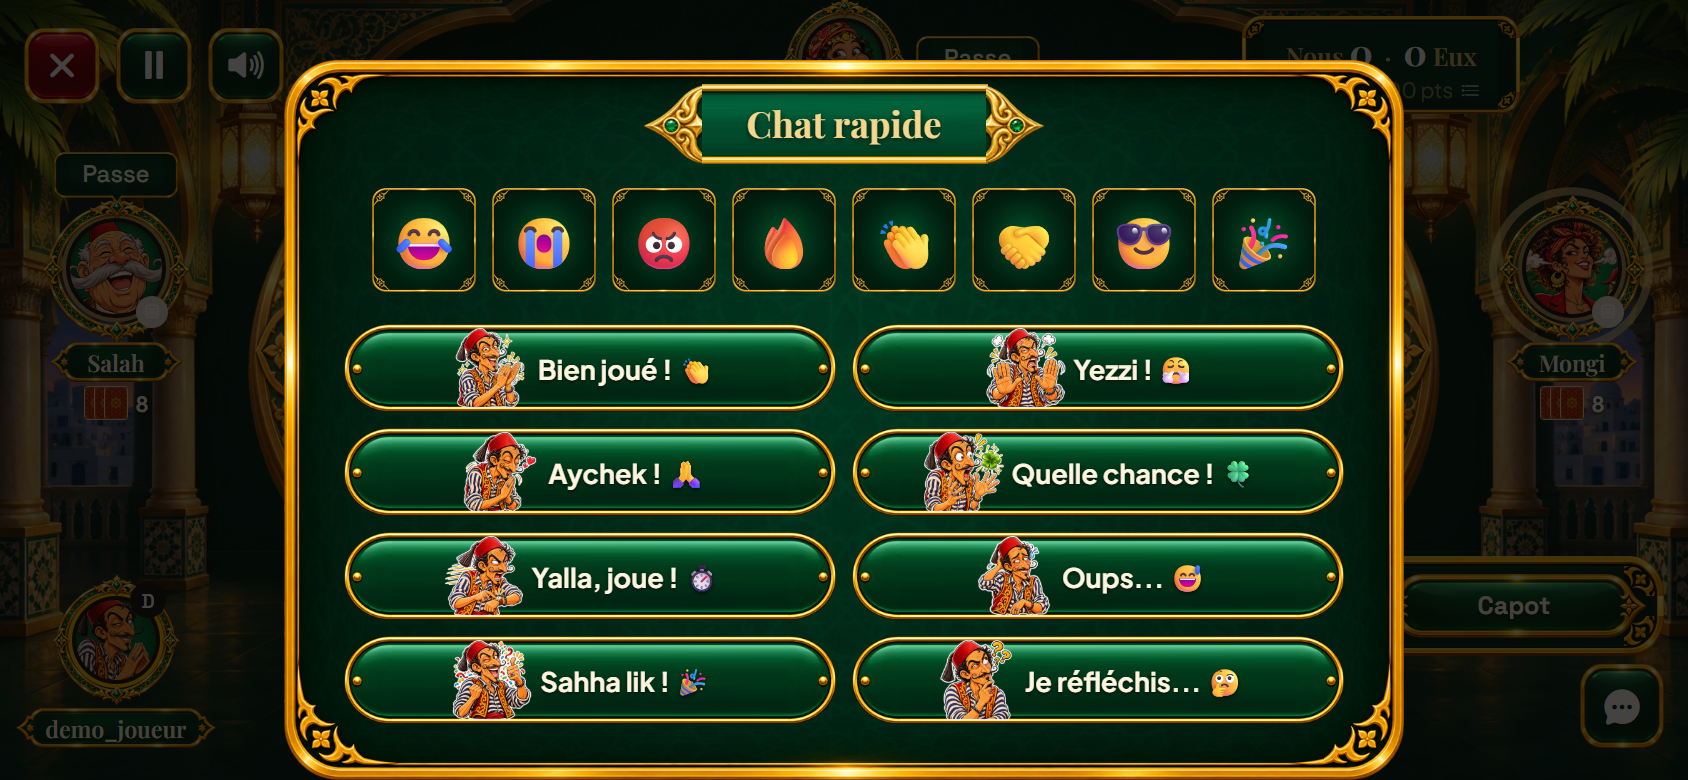 Passe
Nous 0 · 0 Eux
0 pts
Chat rapide
Passe
Salah
8
Mongi
8
Bien joué ! 👏
Yezzi ! 😤
Aychek ! 🙏
Quelle chance ! 🍀
Yalla, joue ! ⏱️
Oups... 😅
Sahha lik ! 🎉
Je réfléchis... 🤔
Capot
D
demo_joueur